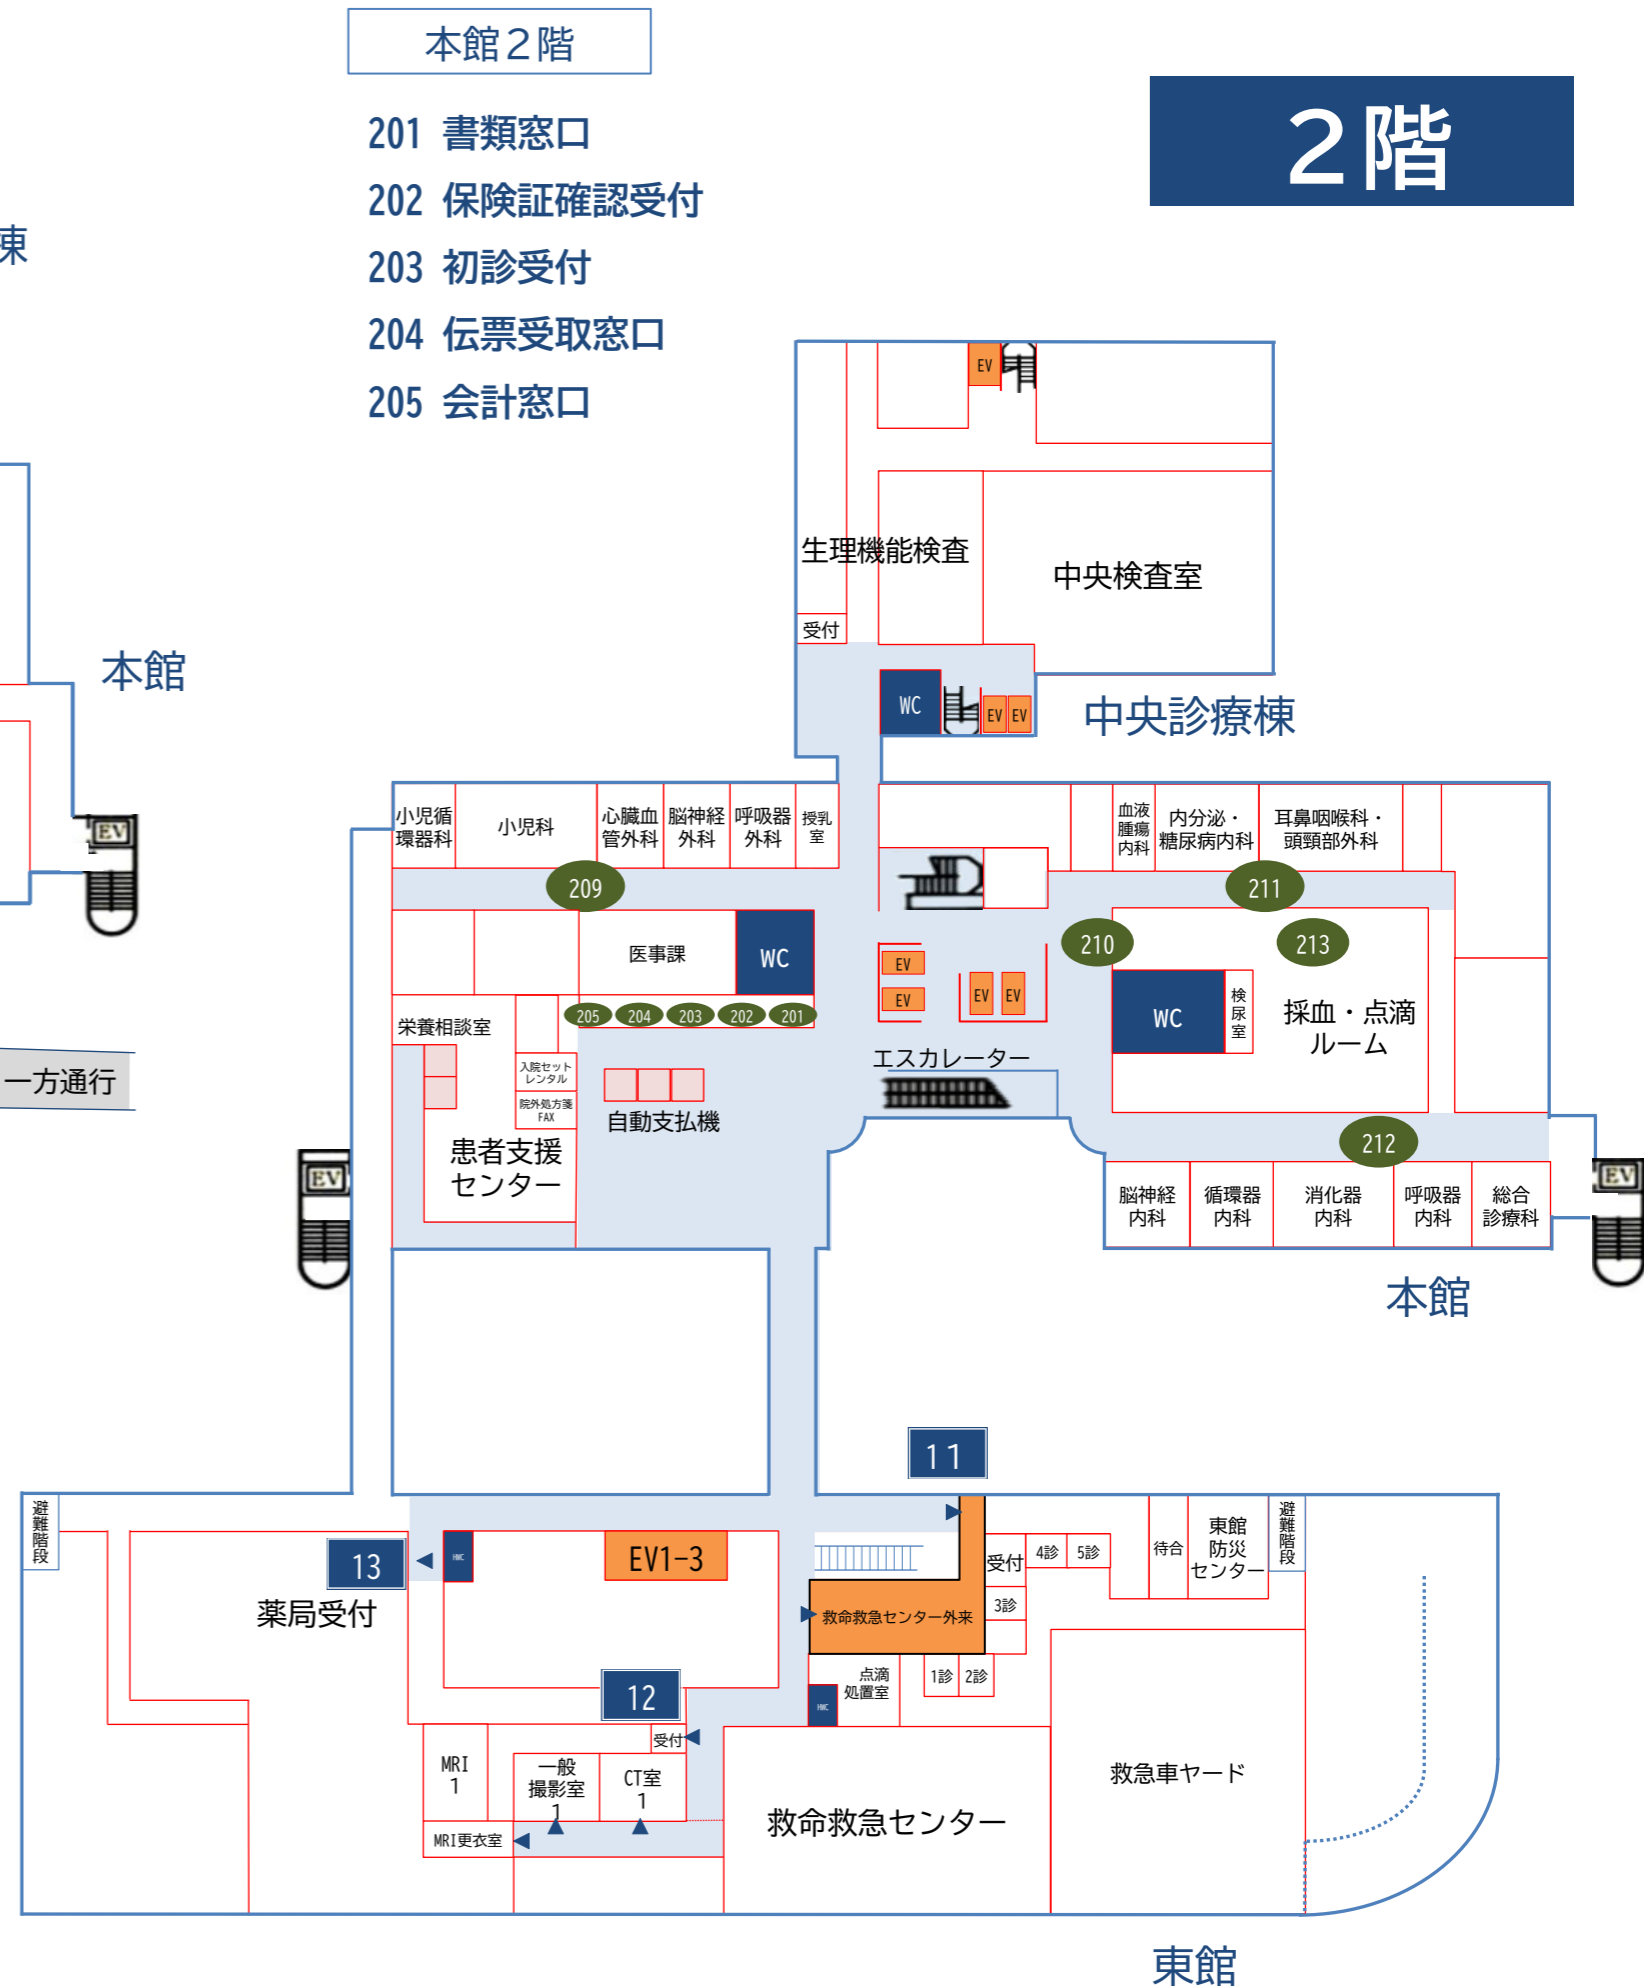 本館２階
２階
201 書類窓口
202 保険証確認受付
203 初診受付
204 伝票受取窓口
205 会計窓口
棟
本館
EV
一方通行
EV
生理機能検査
中央検査室
受付
WC
EV
EV
中央診療棟
小児循
環器科
小児科
心臓血
管外科
脳神経
外科
呼吸器
外科
授乳
室
血液
腫瘍
内科
内分泌・
糖尿病内科
耳鼻咽喉科・
頭頸部外科
209
211
医事課
WC
EV
EV
EV
EV
210
213
205
204
203
202
201
WC
検
尿
室
採血・点滴
ルーム
栄養相談室
入院セット
レンタル
院外処方箋
FAX
自動支払機
エスカレーター
患者支援
センター
212
EV
EV
脳神経
内科
循環器
内科
消化器
内科
呼吸器
内科
総合
診療科
本館
11
避
難
階
段
13
薬局受付
HWC
EV1-3
受付
4診
5診
待合
東館
防災
センター
避
難
階
段
3診
救命救急センター外来
点滴
処置室
1診
2診
HWC
12
受付
MRI
1
一般
撮影室
1
CT室
1
MRI更衣室
救命救急センター
救急車ヤード
東館